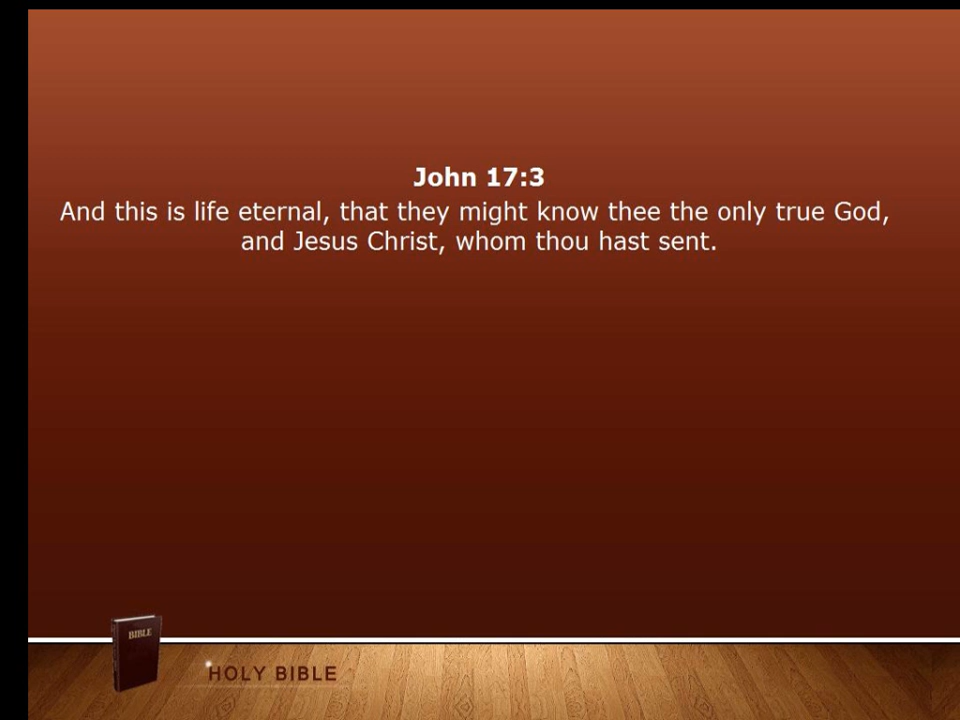 John 17:3
And this is life eternal, that they might know thee the only true God,
and Jesus Christ, whom thou hast sent.
BIBLE
HOLY BIBLE